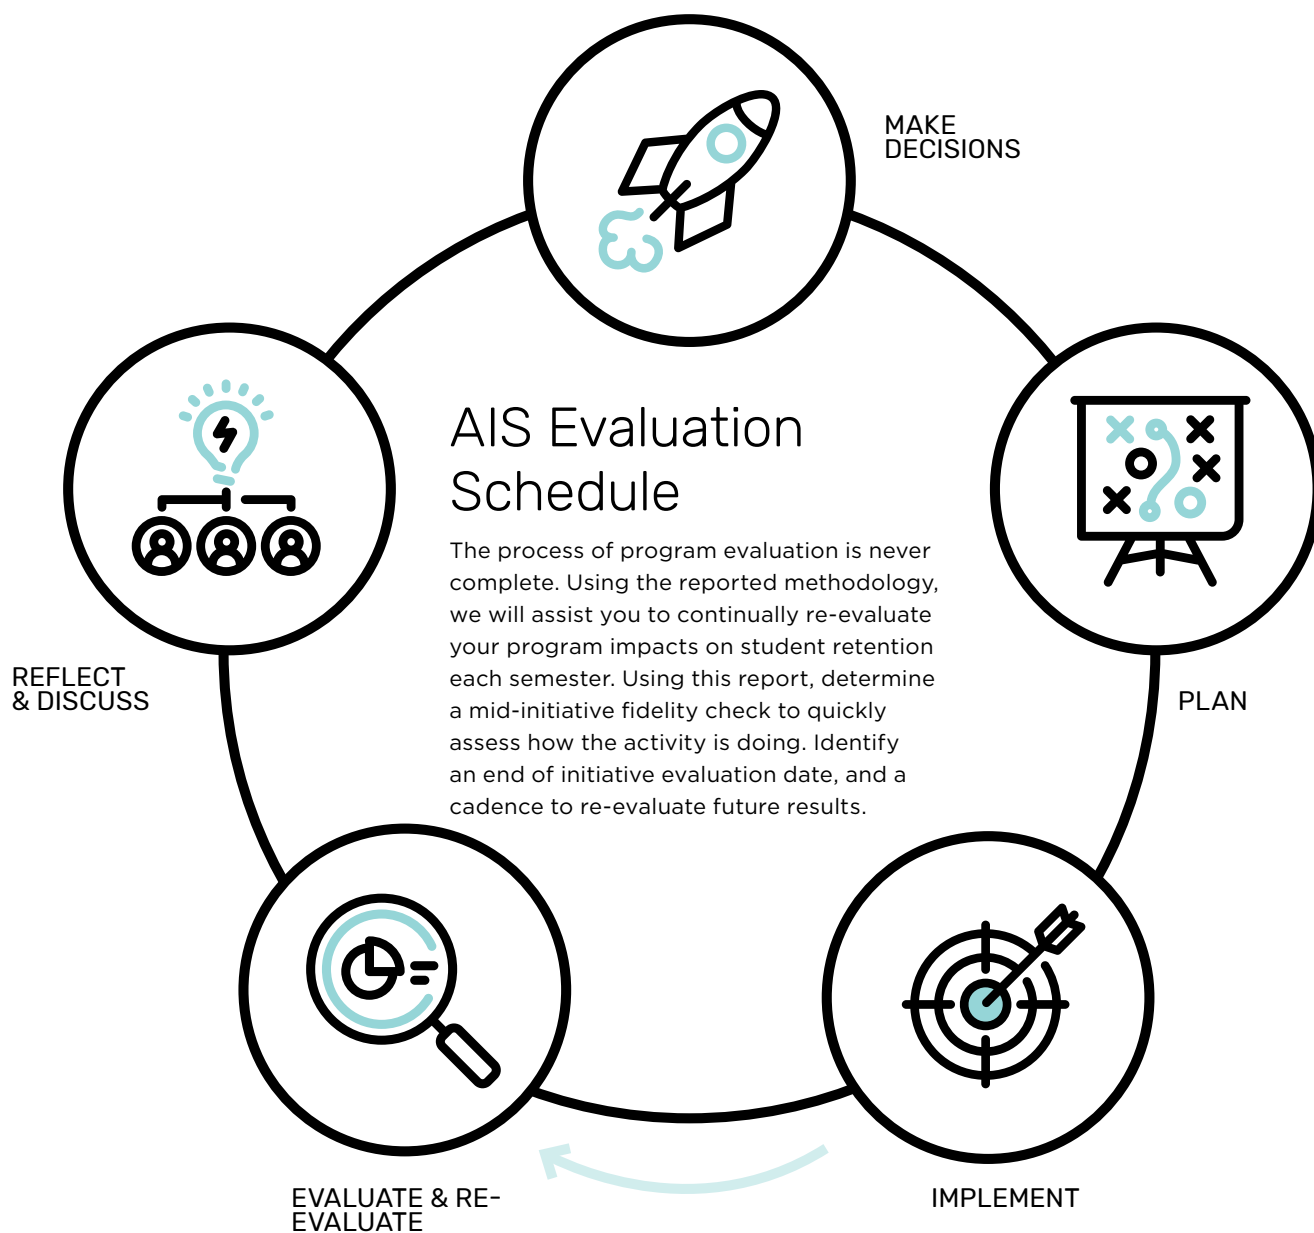 MAKE
DECISIONS
AIS Evaluation
Schedule
The process of program evaluation is never
complete. Using the reported methodology,
we will assist you to continually re-evaluate
your program impacts on student retention
each semester. Using this report, determine
a mid-initiative fidelity check to quickly
assess how the activity is doing. Identify
an end of initiative evaluation date, and a
cadence to re-evaluate future results.
REFLECT
& DISCUSS
PLAN
EVALUATE & RE-
EVALUATE
IMPLEMENT